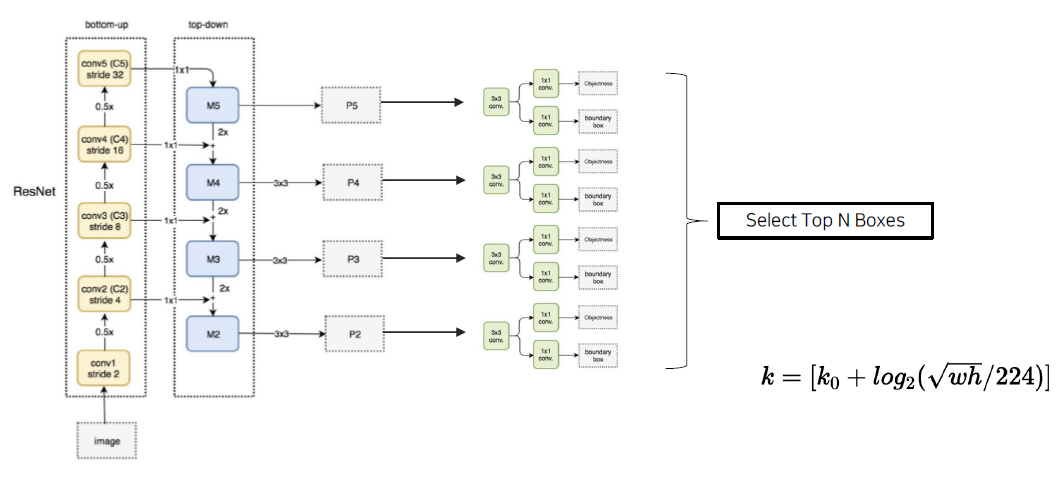 bottom-up
top-down
ResNet
conv5 (C5)
stride 32
0.5x
conv4 (C4)
stride 16
0.5x
conv3 (C3)
stride 8
0.5x
conv2 (C2)
stride 4
0.5x
conv1
stride 2
image
1x1
M5
2x
+
1x1
M4
2x
+
1x1
M3
2x
+
1x1
M2
P5
3x3
P4
3x3
P3
3x3
P2
3x3
conv.
1x1
conv.
Objectness
1x1
conv.
boundary
box
3x3
conv.
1x1
conv.
Objectness
1x1
conv.
boundary
box
3x3
conv.
1x1
conv.
Objectness
1x1
conv.
boundary
box
3x3
conv.
1x1
conv.
Objectness
1x1
conv.
boundary
box
Select Top N Boxes
k = [k₀ + log₂(√wh/224)]